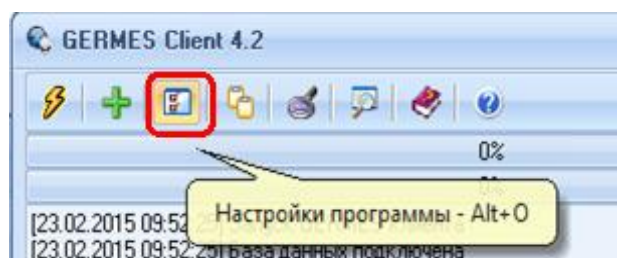 GERMES Client 4.2
0%
Настройки программы - Alt+O
[23.02.2015 09:52
[23.02.2015 09:52:25] База данных подключена